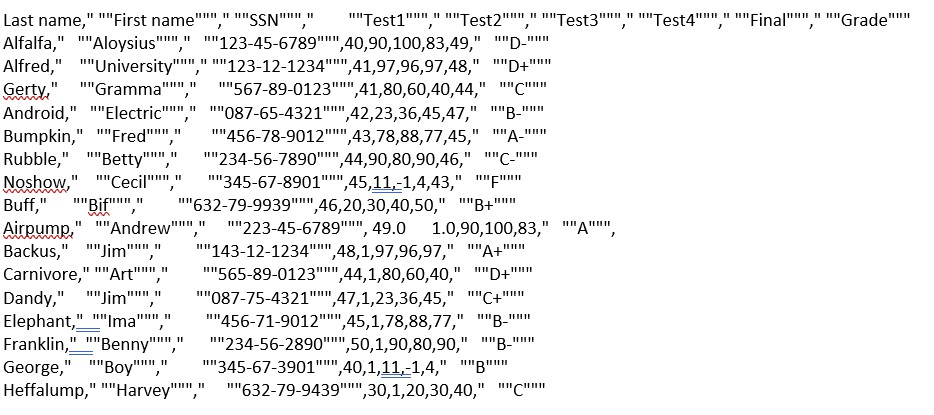 Last name," ""First name"""," ""SSN"""," ""Test1"""," ""Test2"""," ""Test3"""," ""Test4"""," ""Final"""," ""Grade"""
Alfalfa," ""Aloysius"""," ""123-45-6789""",40,90,100,83,49," ""D-"""
Alfred," ""University"""," ""123-12-1234""",41,97,96,97,48," ""D+"""
Gerty," ""Gramma"""," ""567-89-0123""",41,80,60,40,44," ""C"""
Android," ""Electric"""," ""087-65-4321""",42,23,36,45,47," ""B-"""
Bumpkin," ""Fred"""," ""456-78-9012""",43,78,88,77,45," ""A-"""
Rubble," ""Betty"""," ""234-56-7890""",44,90,80,90,46," ""C-"""
Noshow," ""Cecil"""," ""345-67-8901""",45,11,-1,4,43," ""F"""
Buff," ""Bif"""," ""632-79-9939""",46,20,30,40,50," ""B+"""
Airpump," ""Andrew"""," ""223-45-6789""", 49.0 1.0,90,100,83," ""A""",
Backus," ""Jim"""," ""143-12-1234""",48,1,97,96,97," ""A+"""
Carnivore," ""Art"""," ""565-89-0123""",44,1,80,60,40," ""D+"""
Dandy," ""Jim"""," ""087-75-4321""",47,1,23,36,45," ""C+"""
Elephant," ""Ima"""," ""456-71-9012""",45,1,78,88,77," ""B-"""
Franklin," ""Benny"""," ""234-56-2890""",50,1,90,80,90," ""B-"""
George," ""Boy"""," ""345-67-3901""",40,1,11,-1,4," ""B"""
Heffalump," ""Harvey"""," ""632-79-9439""",30,1,20,30,40," ""C"""